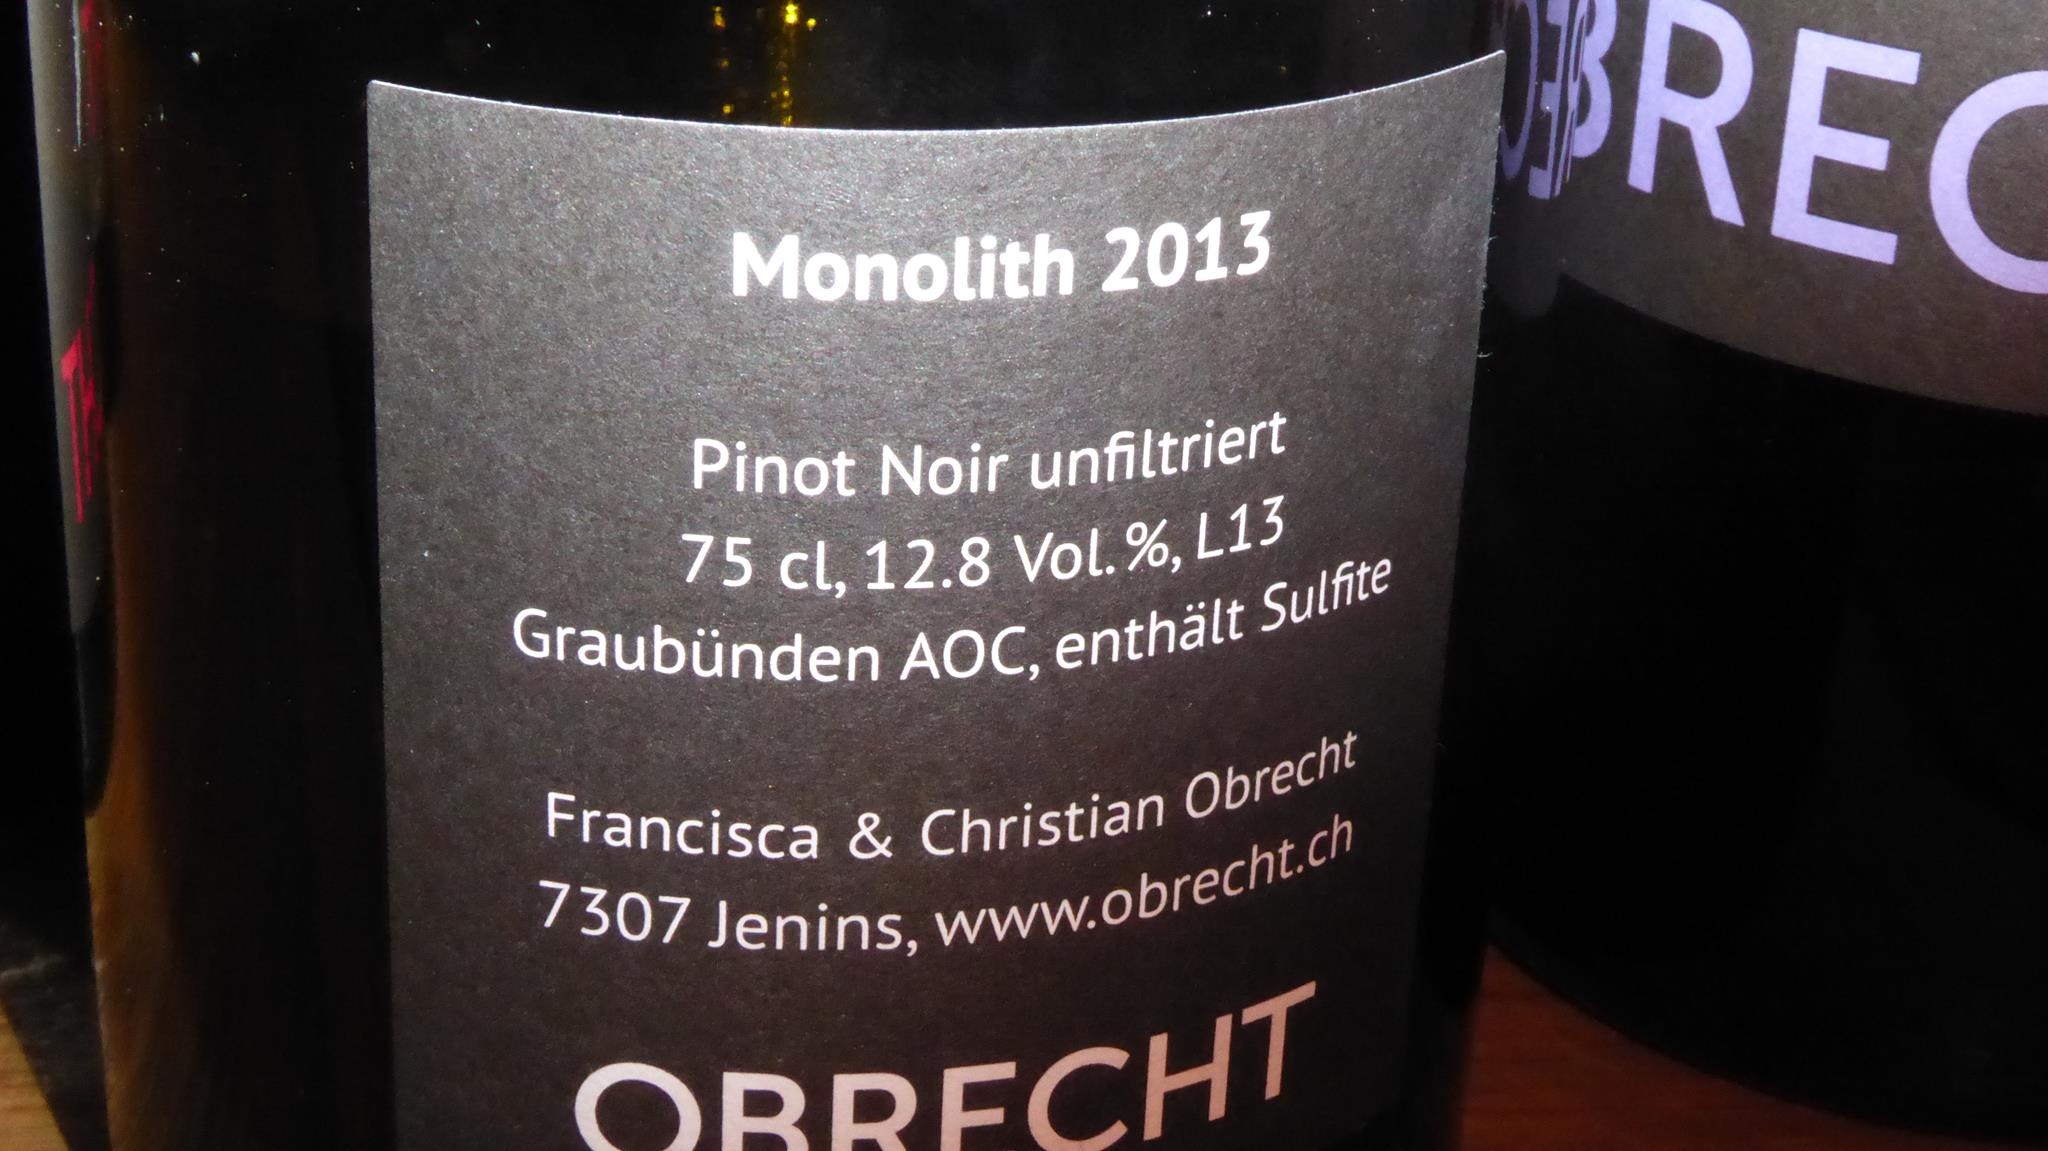 Monolith 2013
Pinot Noir unfiltriert
75 cl, 12.8 Vol.%, L13
Graubünden AOC, enthält Sulfite
Francisca & Christian Obrecht
7307 Jenins, www.obrecht.ch
OBRECHT